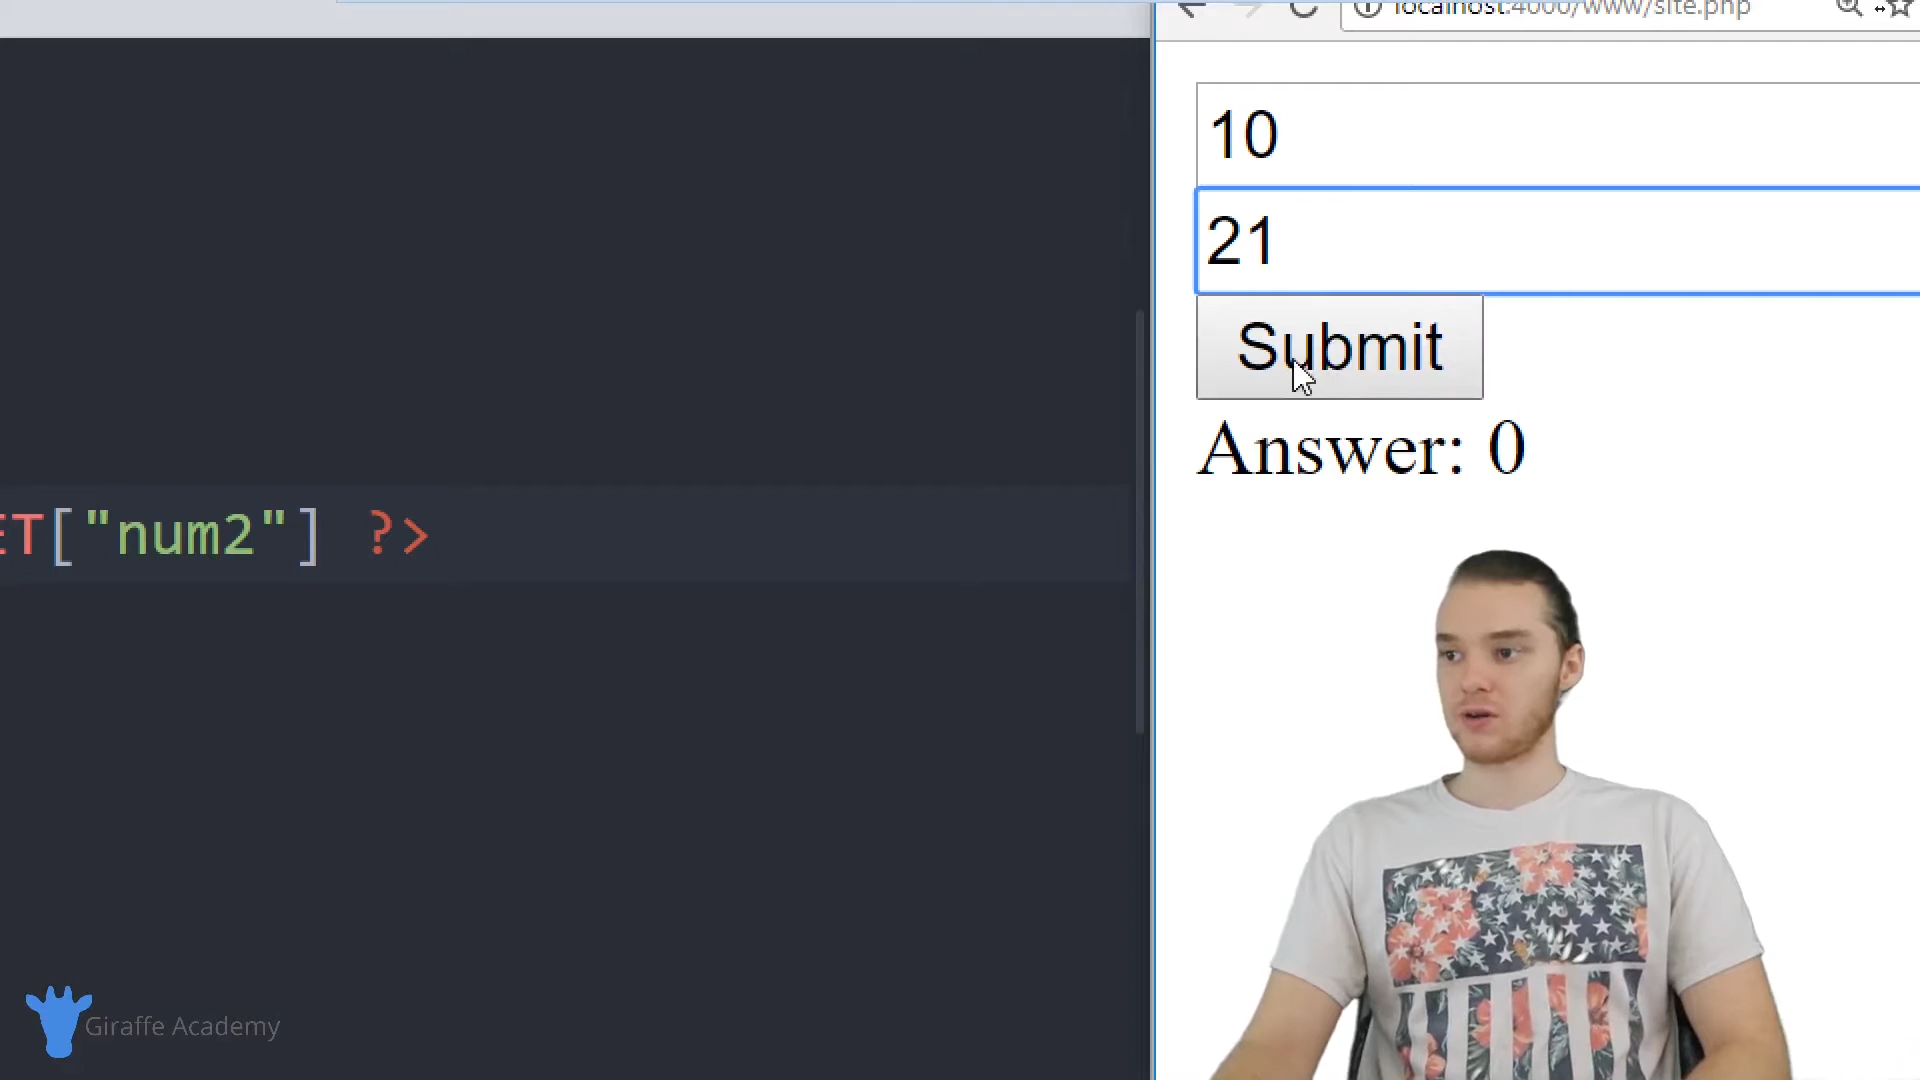 localhost:4000/www/site.php
10
21
Submit
Answer: 0
ET["num2"] ?>
Giraffe Academy